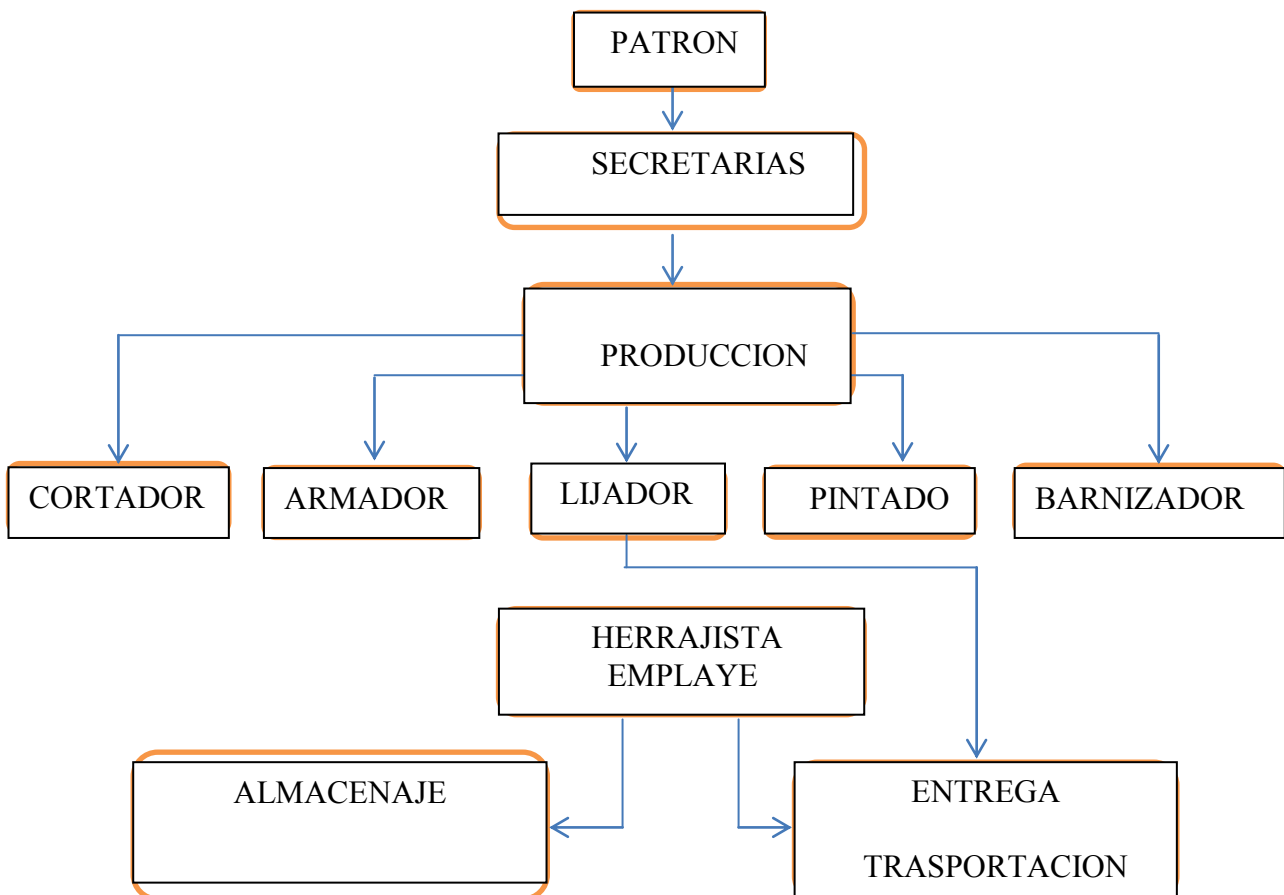 PATRON
SECRETARIAS
PRODUCCION
CORTADOR
ARMADOR
LIJADOR
PINTADO
BARNIZADOR
HERRAJISTA
EMPLAYE
ALMACENAJE
ENTREGA
TRASPORTACION